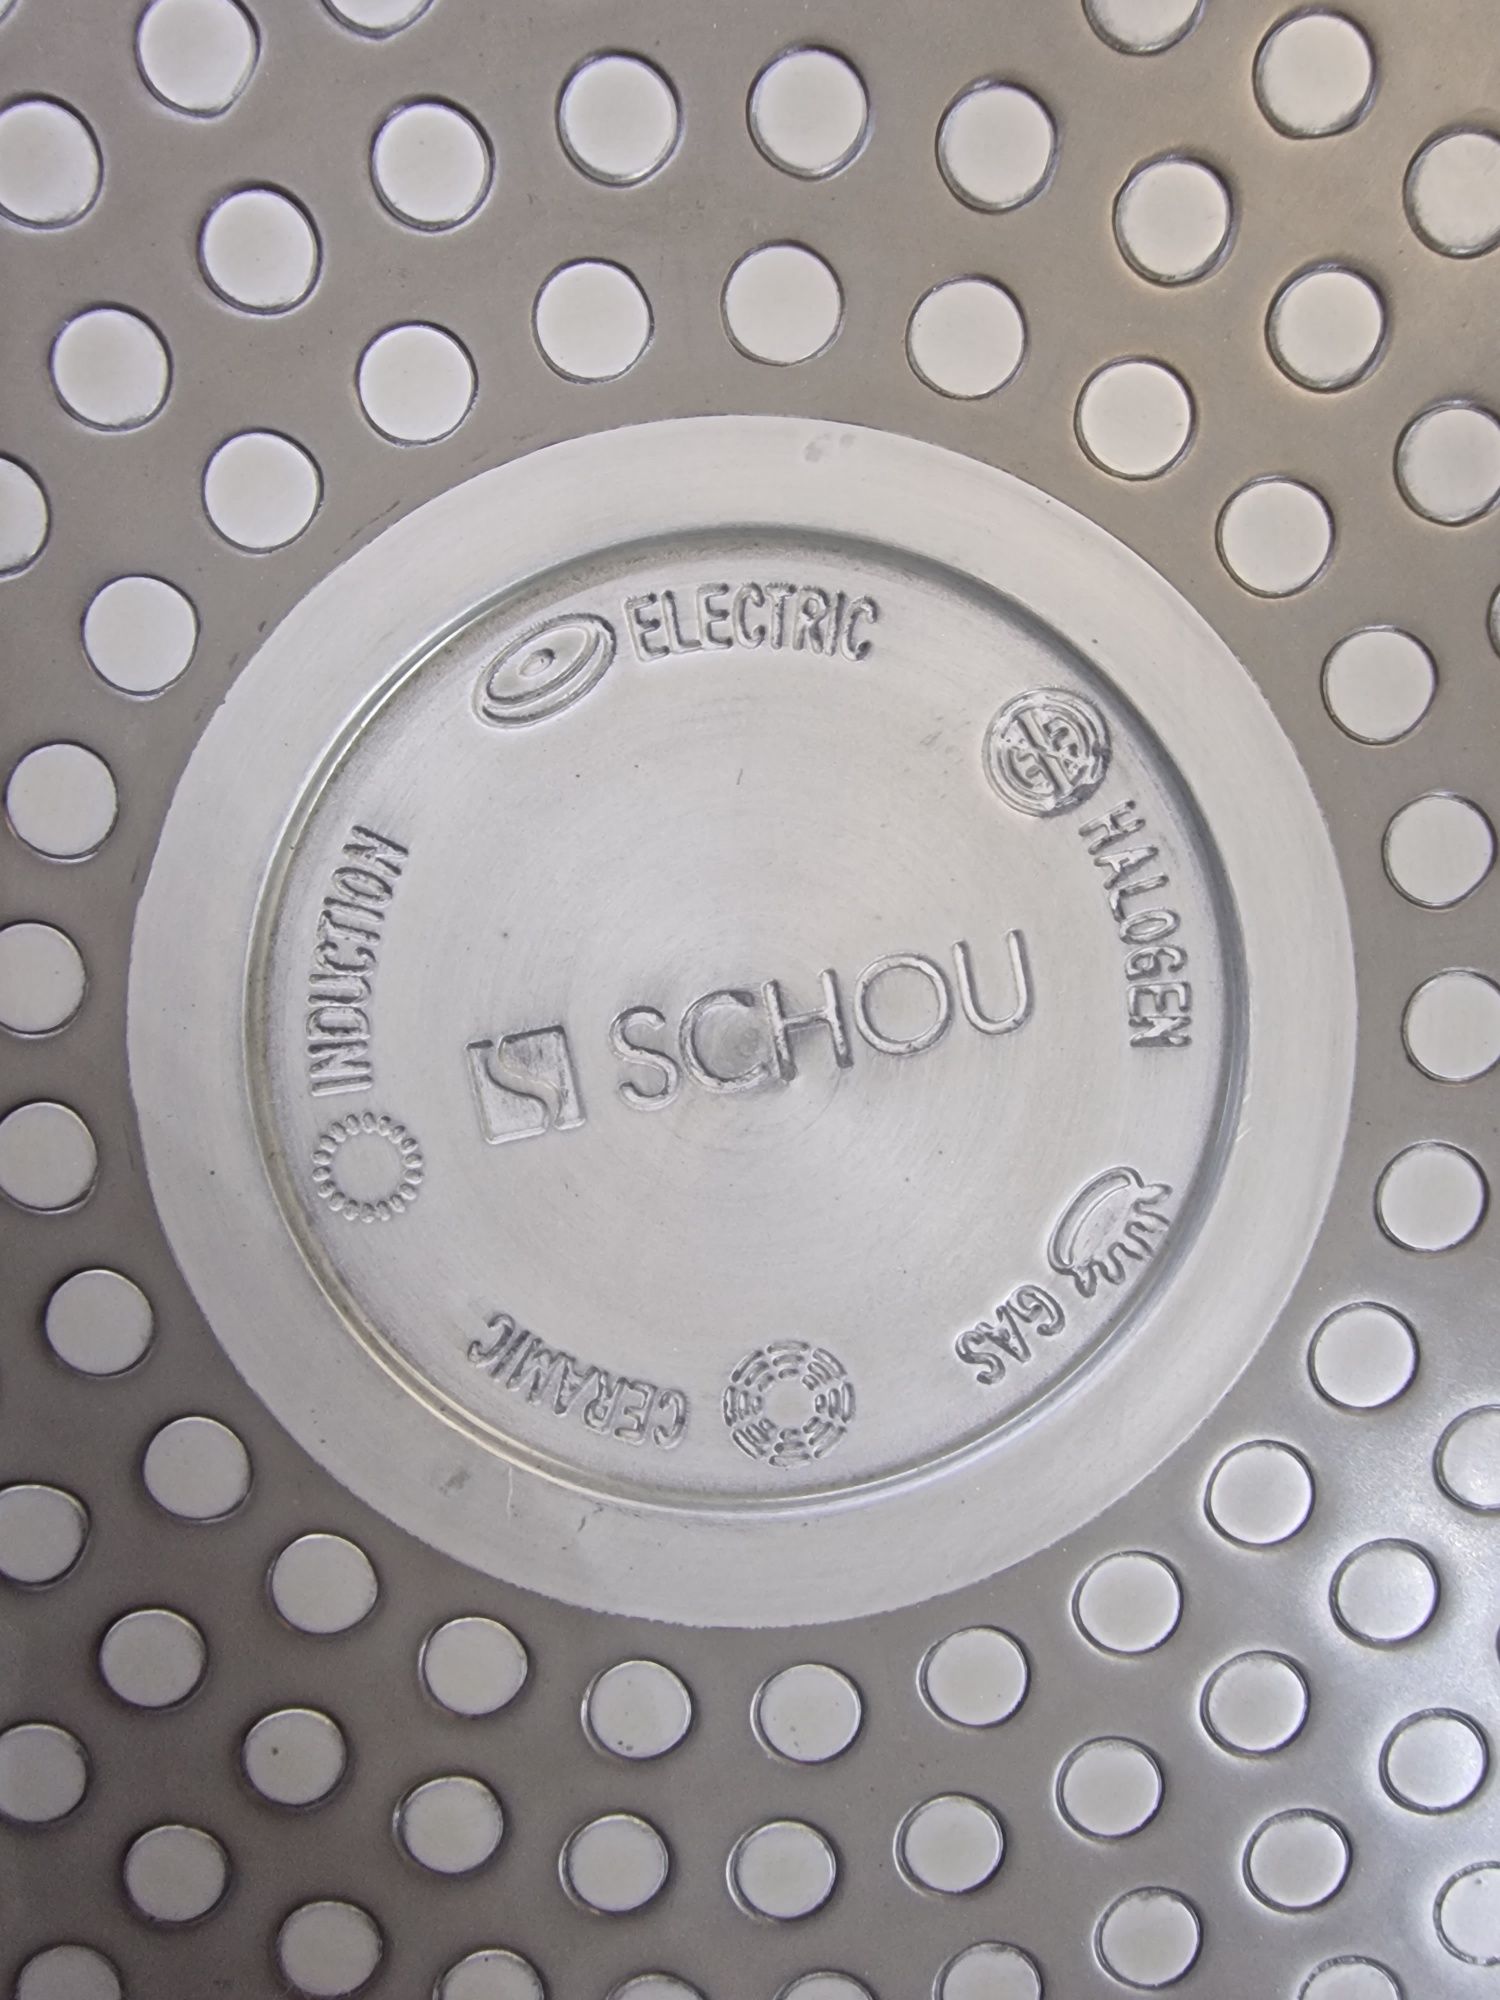 ELECTRIC
HALOGEN
GAS
CERAMIC
INDUCTION
SCHOU